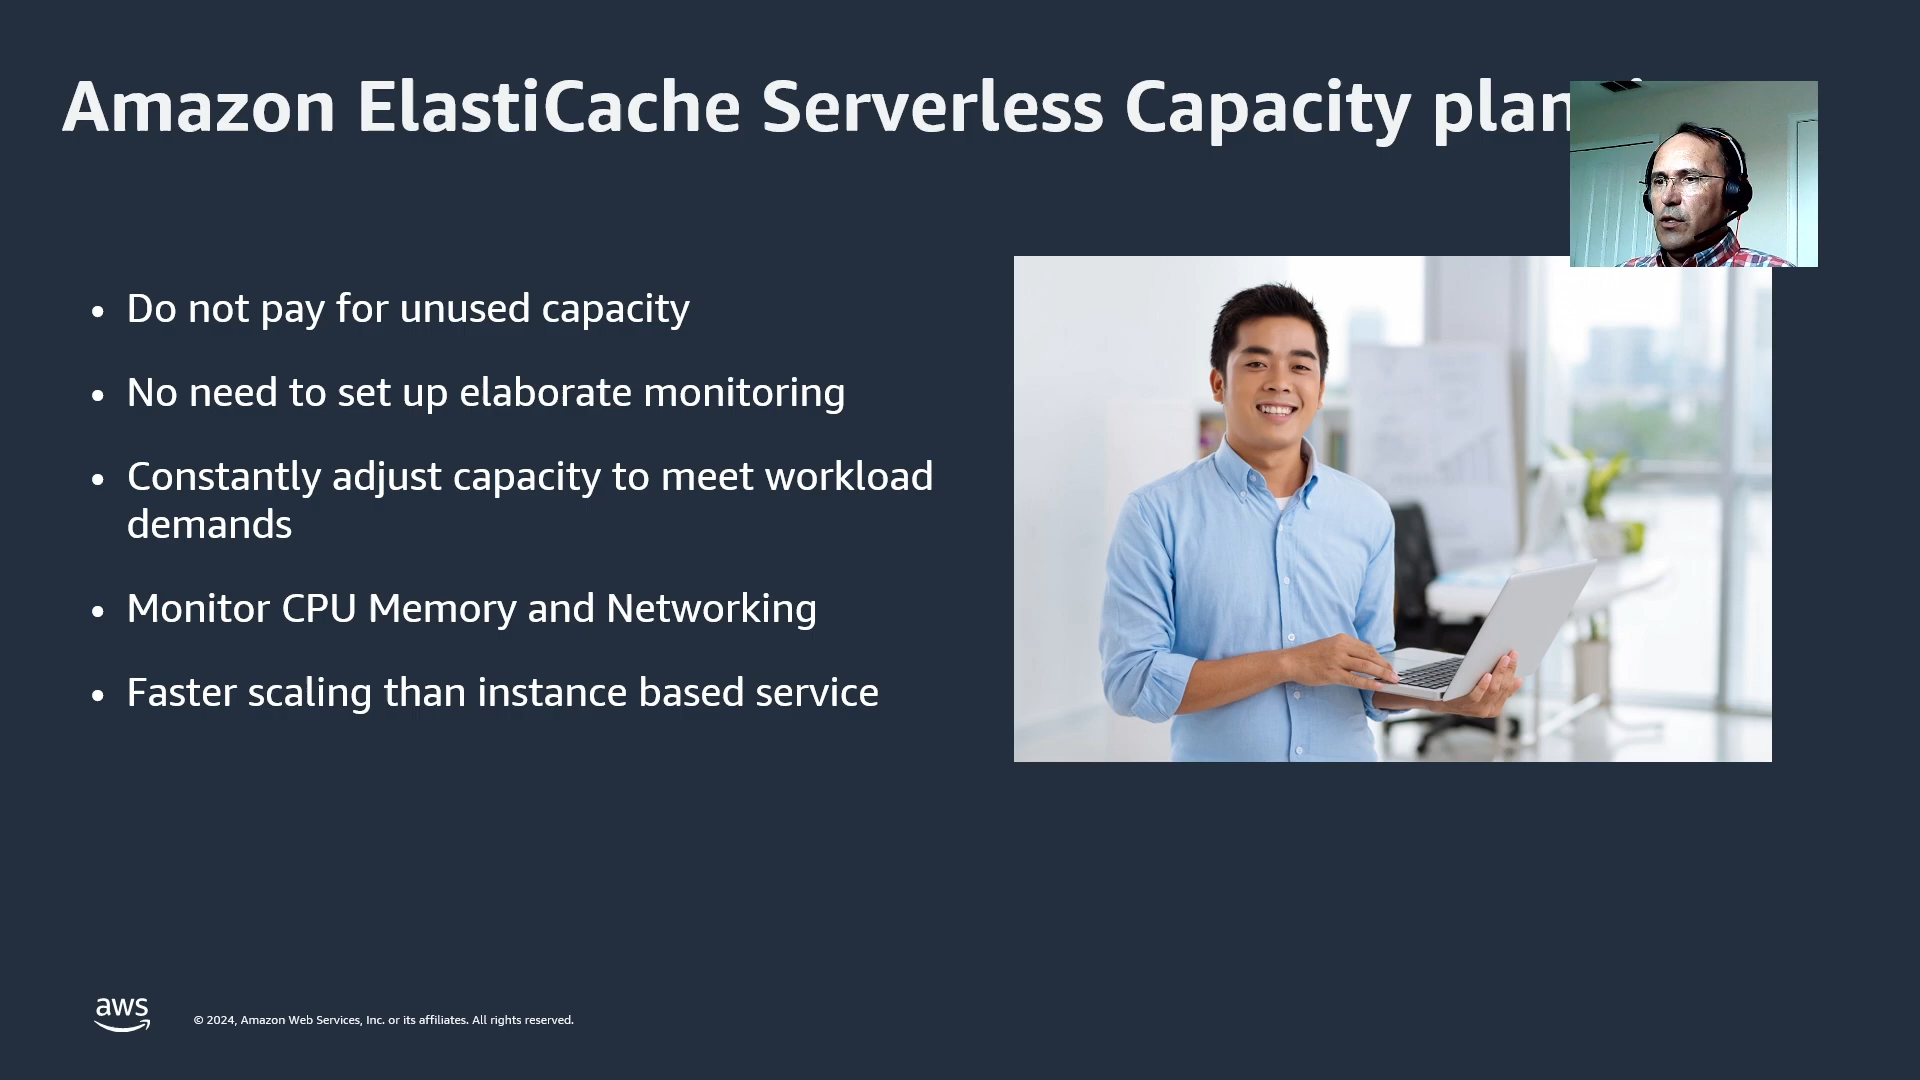 Amazon ElastiCache Serverless Capacity
• Do not pay for unused capacity
• No need to set up elaborate monitoring
• Constantly adjust capacity to meet workload
demands
• Monitor CPU Memory and Networking
• Faster scaling than instance based service
aws
© 2024, Amazon Web Services, Inc. or its affiliates. All rights reserved.